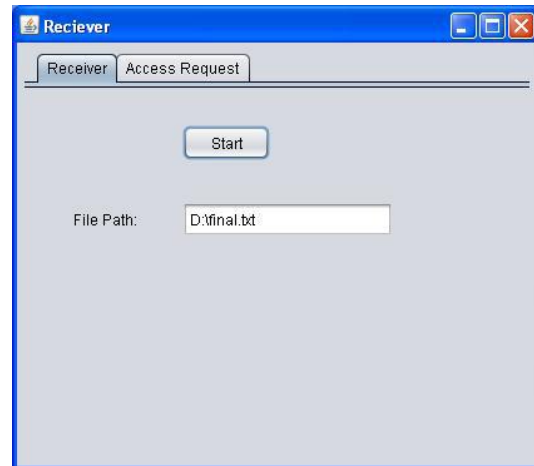 Reciever
Receiver Access Request
Start
File Path: D:\final.txt